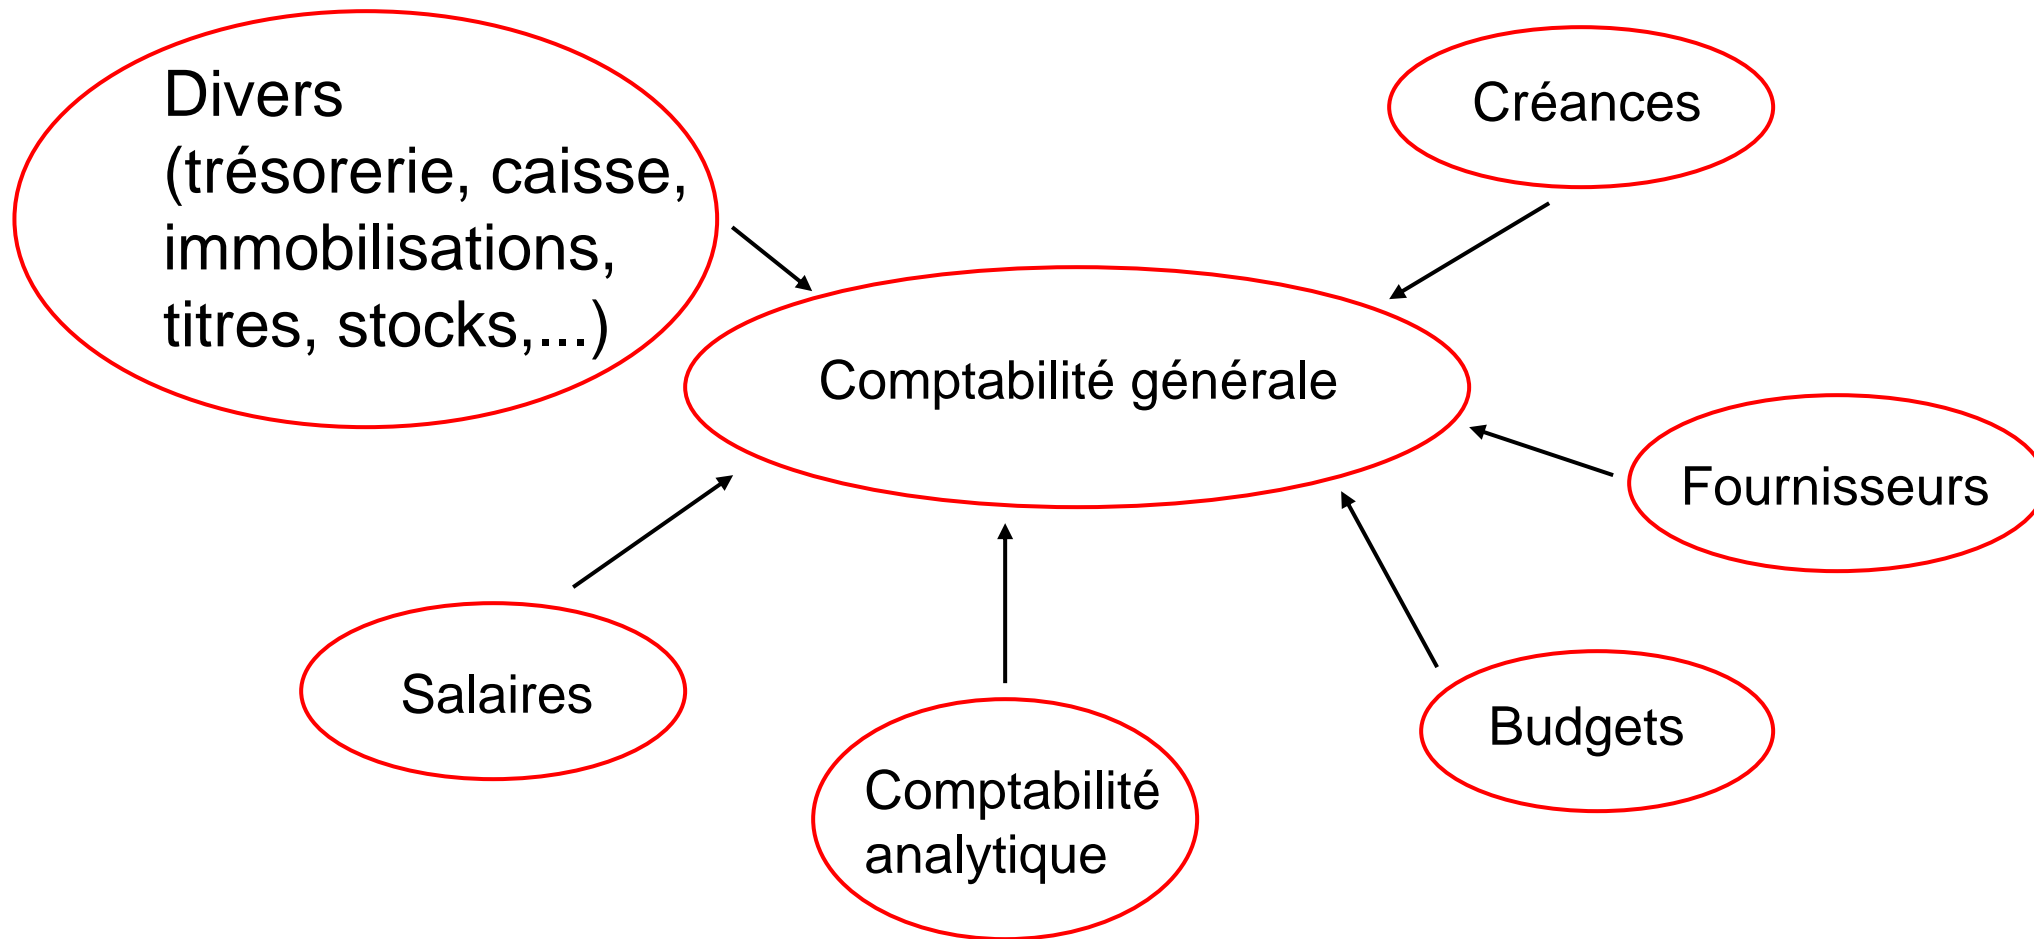 Divers
(trésorerie, caisse,
immobilisations,
titres, stocks,...)
Créances
Comptabilité générale
Fournisseurs
Salaires
Budgets
Comptabilité
analytique